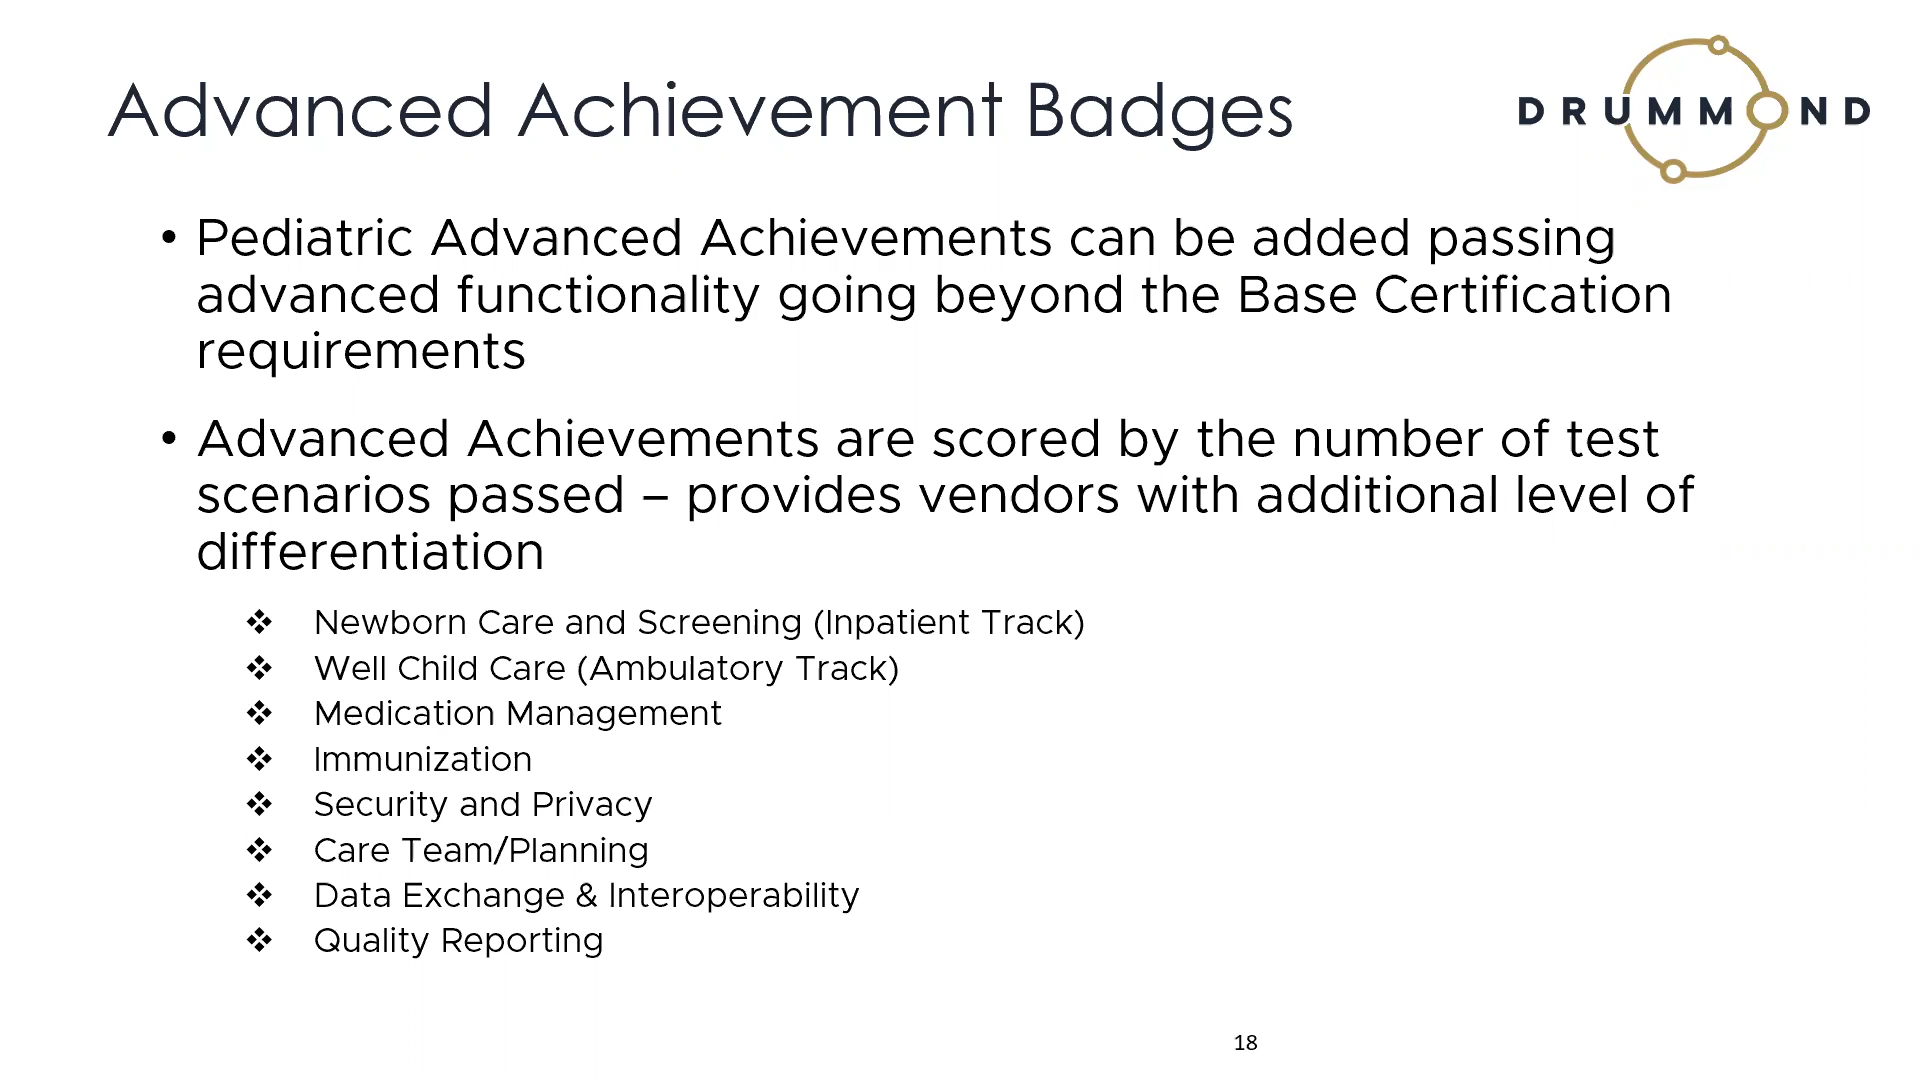 Advanced Achievement Badges
DRUMMOND
• Pediatric Advanced Achievements can be added passing
advanced functionality going beyond the Base Certification
requirements
• Advanced Achievements are scored by the number of test
scenarios passed – provides vendors with additional level of
differentiation
❖ Newborn Care and Screening (Inpatient Track)
❖ Well Child Care (Ambulatory Track)
❖ Medication Management
❖ Immunization
❖ Security and Privacy
❖ Care Team/Planning
❖ Data Exchange & Interoperability
❖ Quality Reporting
18